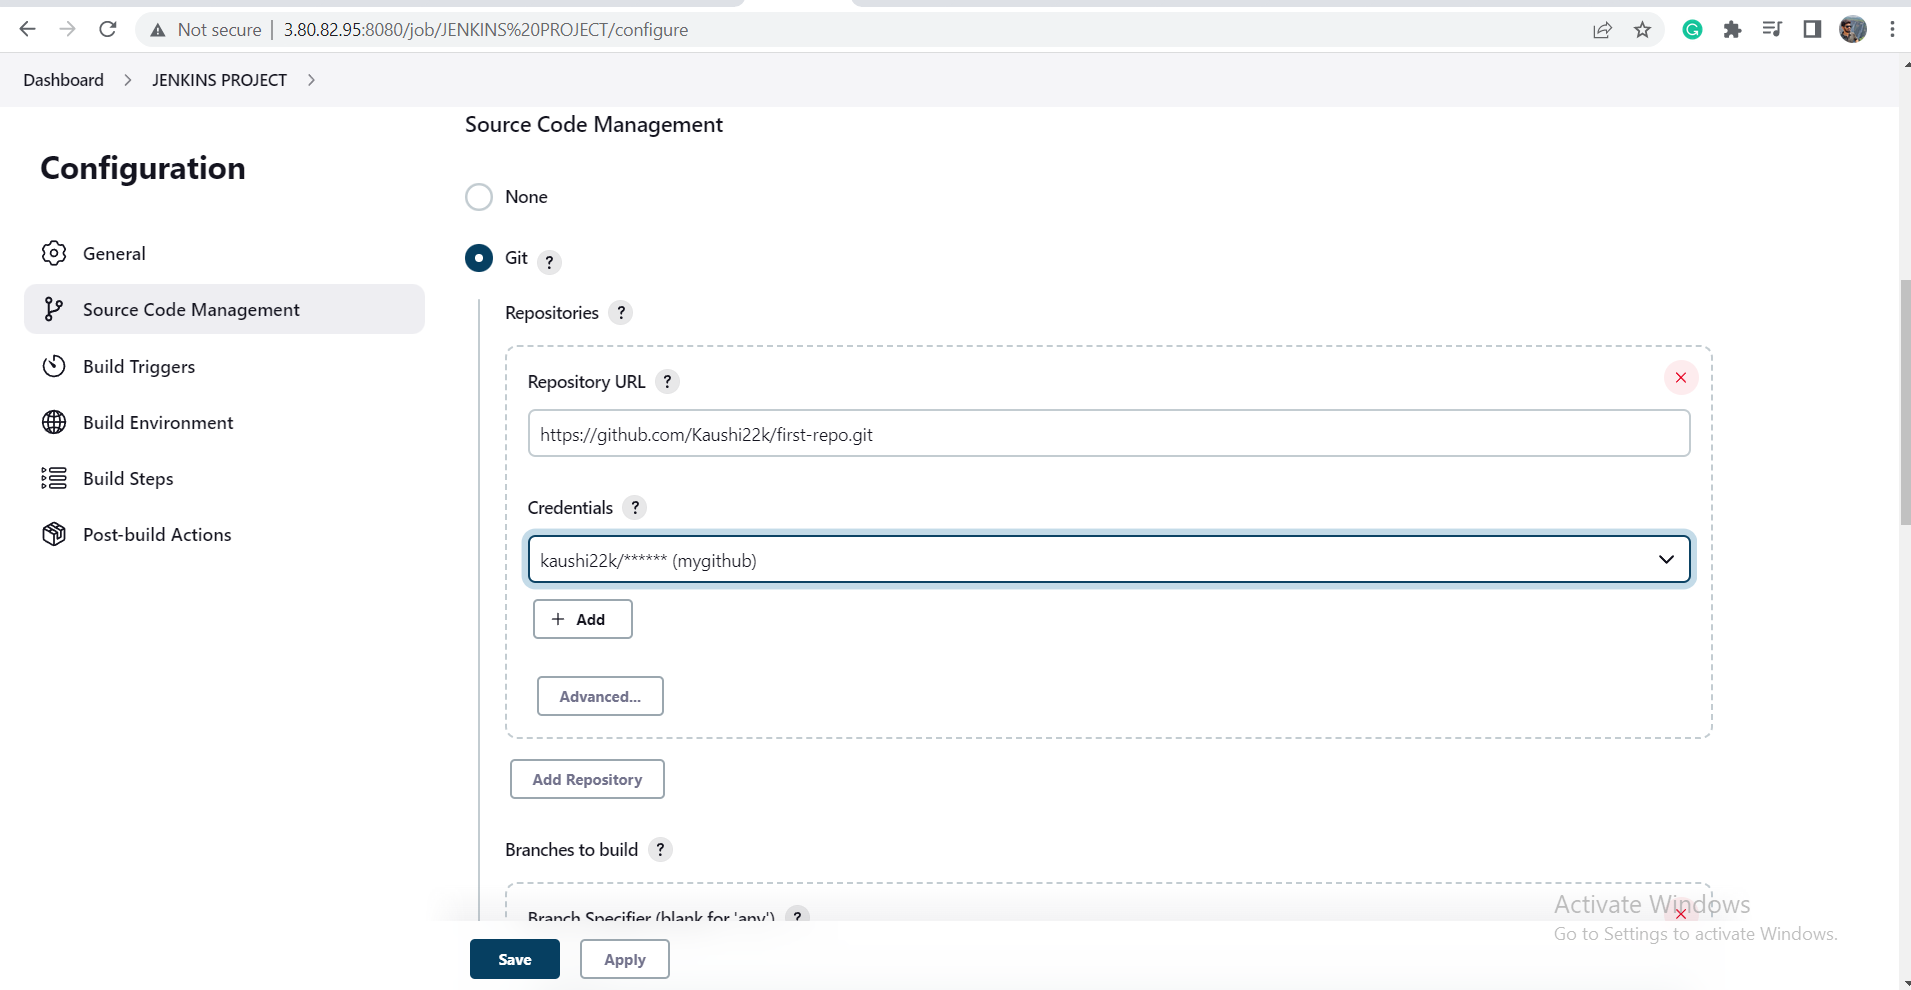 Not secure | 3.80.82.95:8080/job/JENKINS%20PROJECT/configure
Dashboard > JENKINS PROJECT >
Source Code Management
Configuration
None
General
Git ?
Source Code Management
Repositories ?
Build Triggers
Repository URL ?
Build Environment
https://github.com/Kaushi22k/first-repo.git
Build Steps
Credentials ?
Post-build Actions
kaushi22k/****** (mygithub)
+ Add
Advanced...
Add Repository
Branches to build ?
Branch Specifier (blank for 'any') ?
Activate Windows
Go to Settings to activate Windows.
Save
Apply